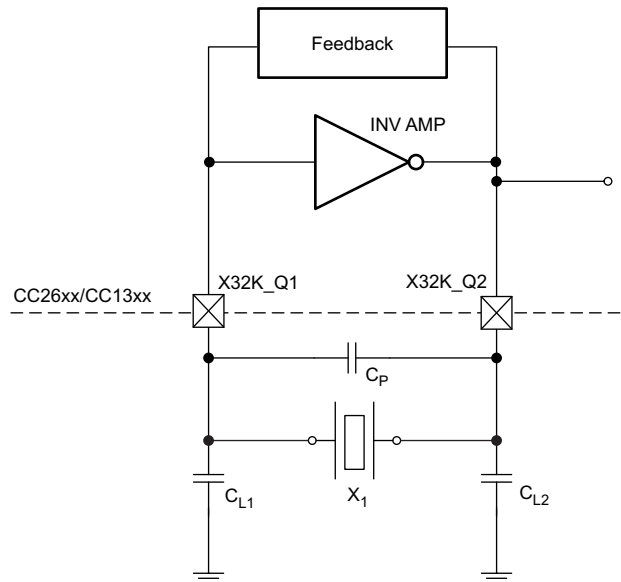 Feedback
INV AMP
CC26xx/CC13xx
X32K_Q1
X32K_Q2
C_P
C_L1
X_1
C_L2